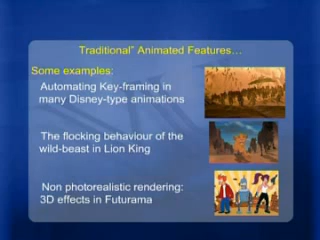 Traditional” Animated Features…
Some examples:
Automating Key-framing in
many Disney-type animations
The flocking behaviour of the
wild-beast in Lion King
Non photorealistic rendering:
3D effects in Futurama